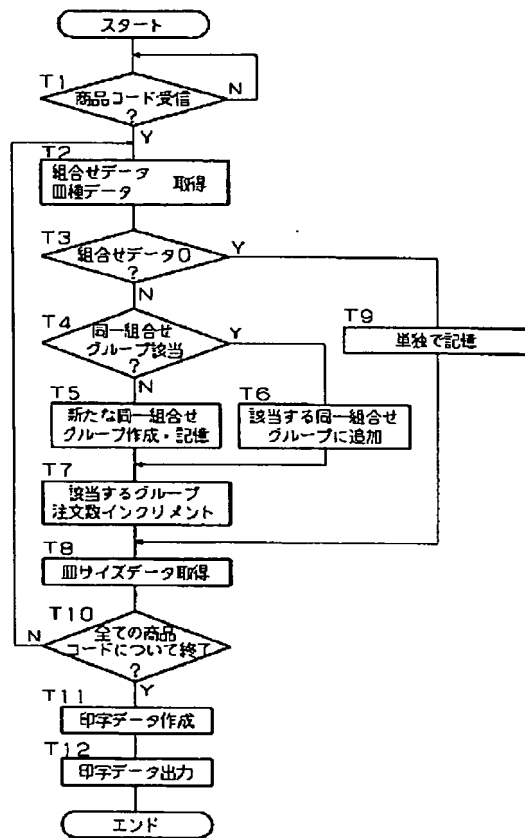 スタート
T1
商品コード受信
?
N
Y
T2
組合せデータ
皿種データ
取得
T3
組合せデータ0
?
Y
N
T4
同一組合せ
グループ該当
?
Y
N
T9
単独で記憶
T5
新たな同一組合せ
グループ作成・記憶
T6
該当する同一組合せ
グループに追加
T7
該当するグループ
注文数インクリメント
T8
皿サイズデータ取得
T10
全ての商品
コードについて終了
?
N
Y
T11
印字データ作成
T12
印字データ出力
エンド